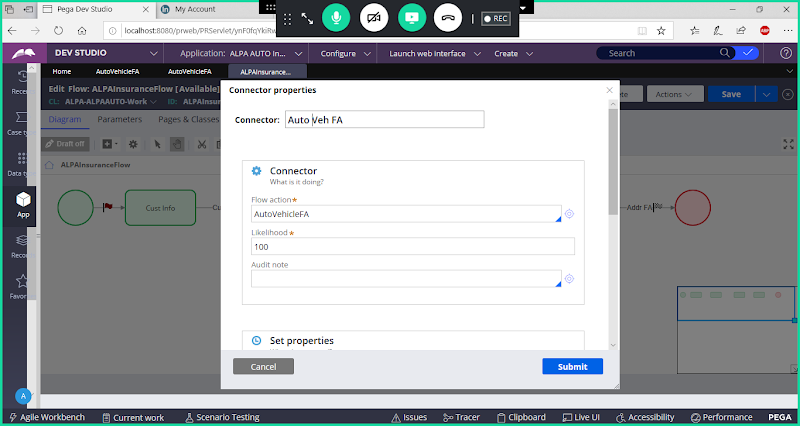 Pega Dev Studio
My Account
REC
localhost:8080/prweb/PRServlet/ynF0fqYkiRw
ABP
DEV STUDIO
Application: ALPA AUTO In...
Configure
Launch web interface
Create
Search
Home
AutoVehicleFA
AutoVehicleFA
ALPAInsurance...
Recen
Edit Flow: ALPAInsuranceFlow [Available]
CL: ALPA-ALPAAUTO-Work
ID: ALPAInsur
Actions
Save
Diagram
Parameters
Pages & Classes
Case ty
Draft off
Data ty
ALPAInsuranceFlow
App
Cust Info
Cu
Addr FA
Recor
Favori
Connector properties
Connector: Auto Veh FA
Connector
What is it doing?
Flow action★
AutoVehicleFA
Likelihood★
100
Audit note
Set properties
Cancel
Submit
A
Agile Workbench
Current work
Scenario Testing
Issues
Tracer
Clipboard
Live UI
Accessibility
Performance
PEGA